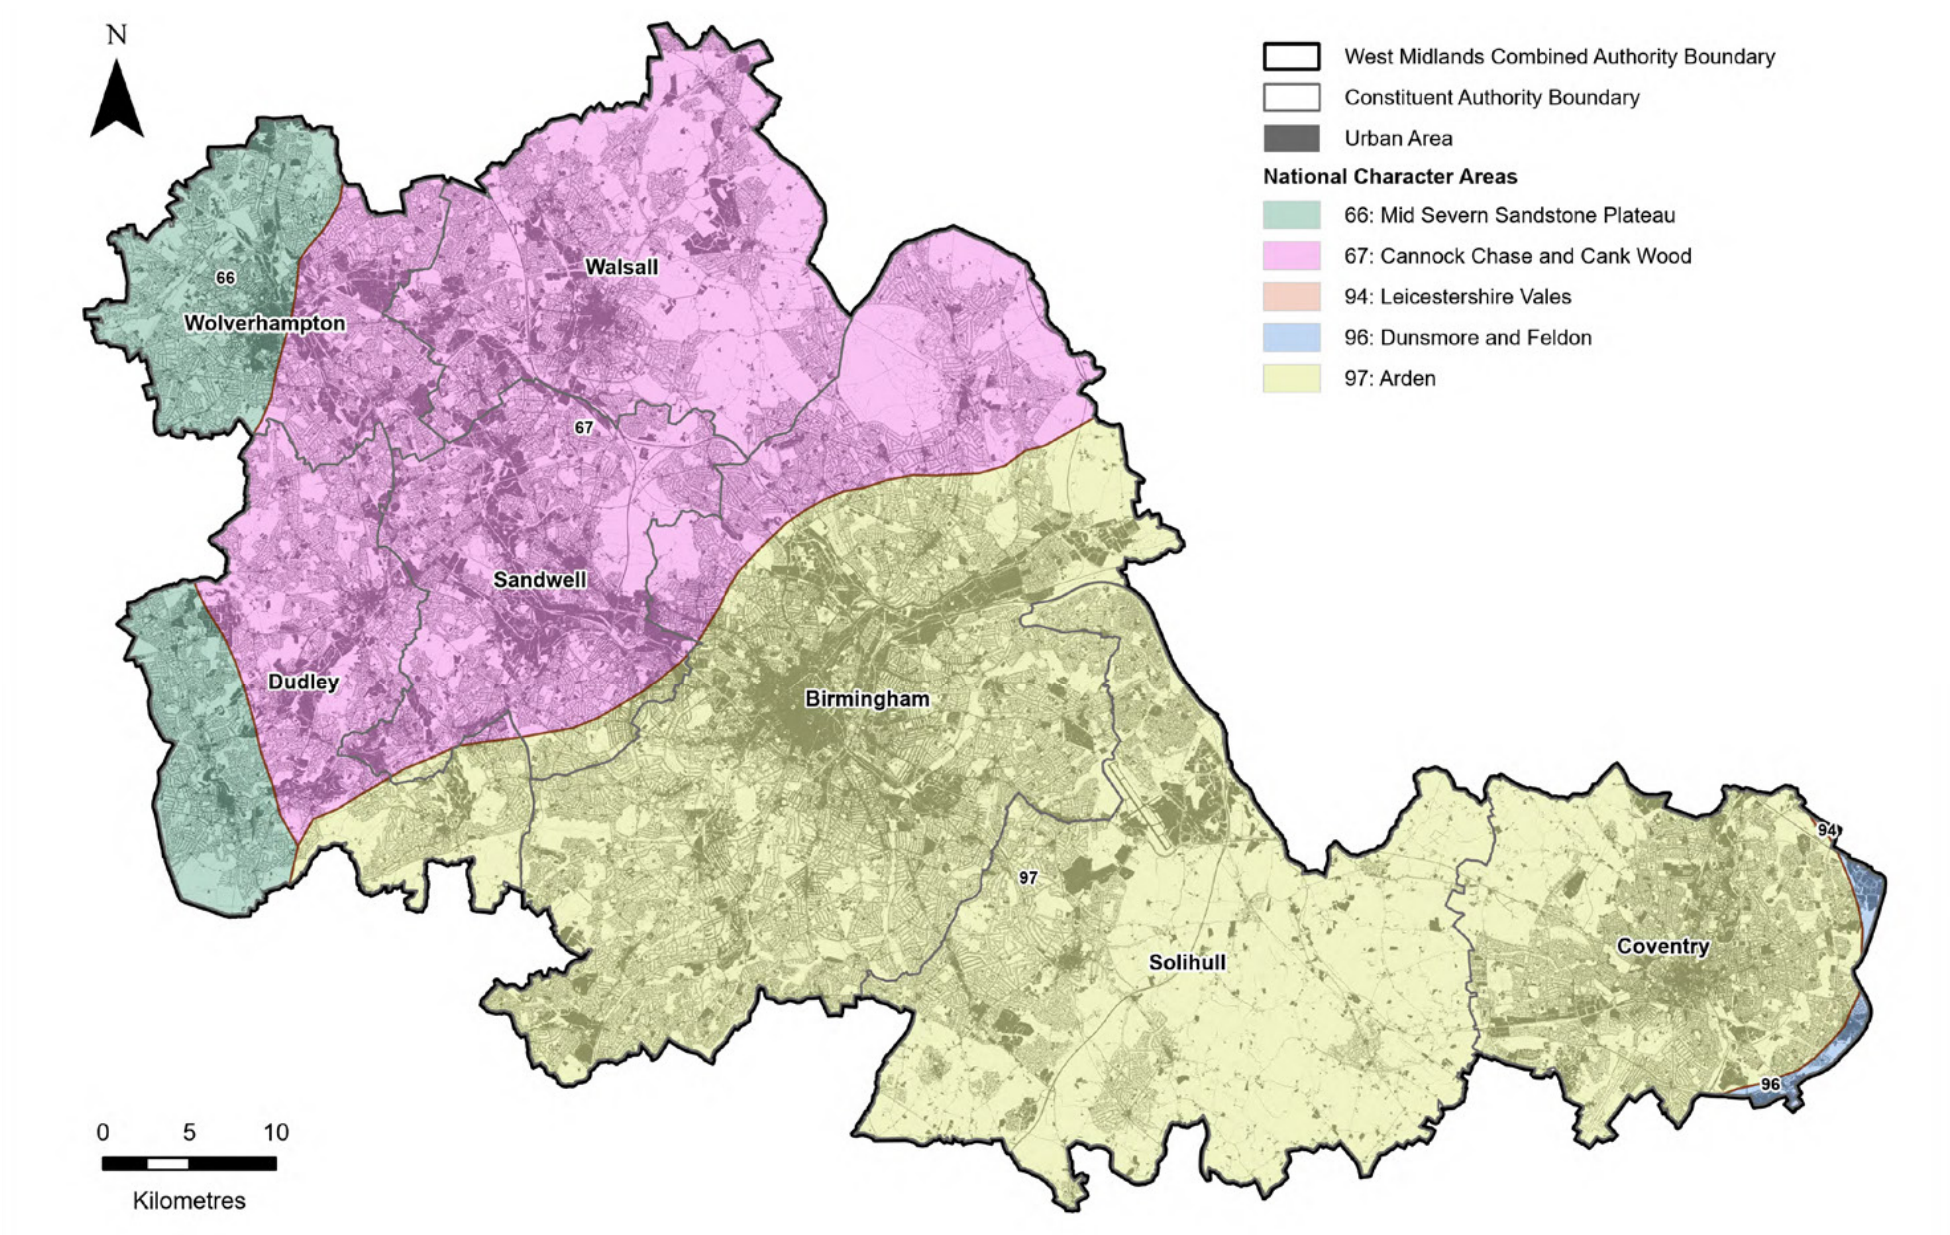 N
West Midlands Combined Authority Boundary
Constituent Authority Boundary
Urban Area
National Character Areas
66: Mid Severn Sandstone Plateau
67: Cannock Chase and Cank Wood
94: Leicestershire Vales
96: Dunsmore and Feldon
97: Arden
Walsall
66
Wolverhampton
67
Sandwell
Dudley
Birmingham
94
97
Coventry
Solihull
96
0 5 10
Kilometres